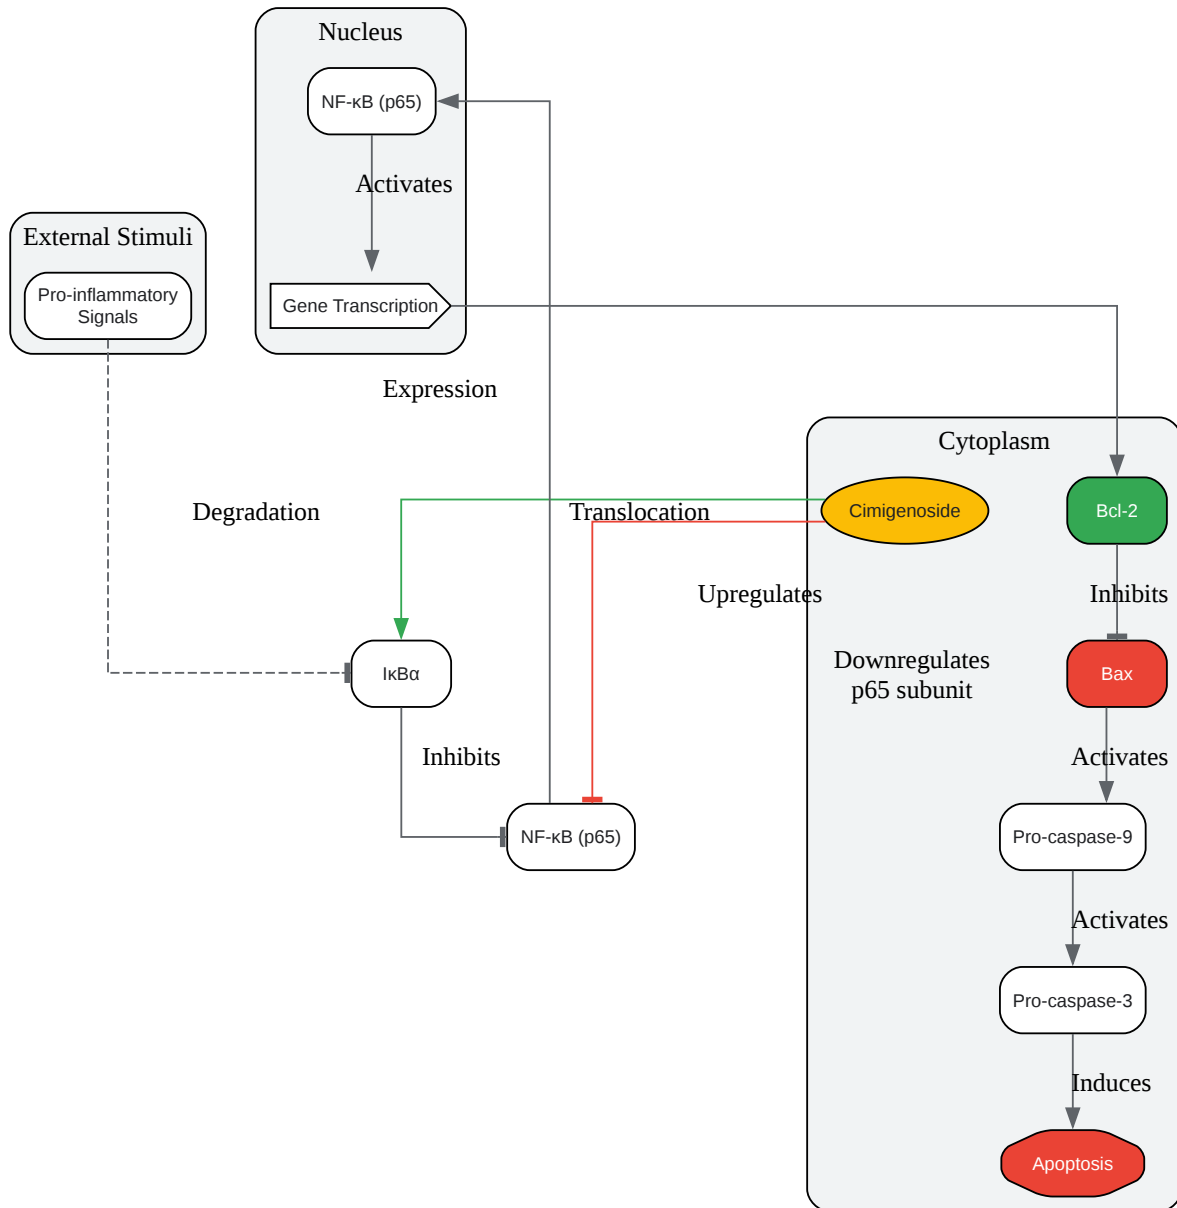 Nucleus
NF-κB (p65)
Activates
External Stimuli
Pro-inflammatory
Signals
Gene Transcription
Expression
Cytoplasm
Degradation
Translocation
Cimigenoside
Bcl-2
Upregulates
Inhibits
Downregulates
p65 subunit
IκBα
Bax
Inhibits
Activates
NF-κB (p65)
Pro-caspase-9
Activates
Pro-caspase-3
Induces
Apoptosis